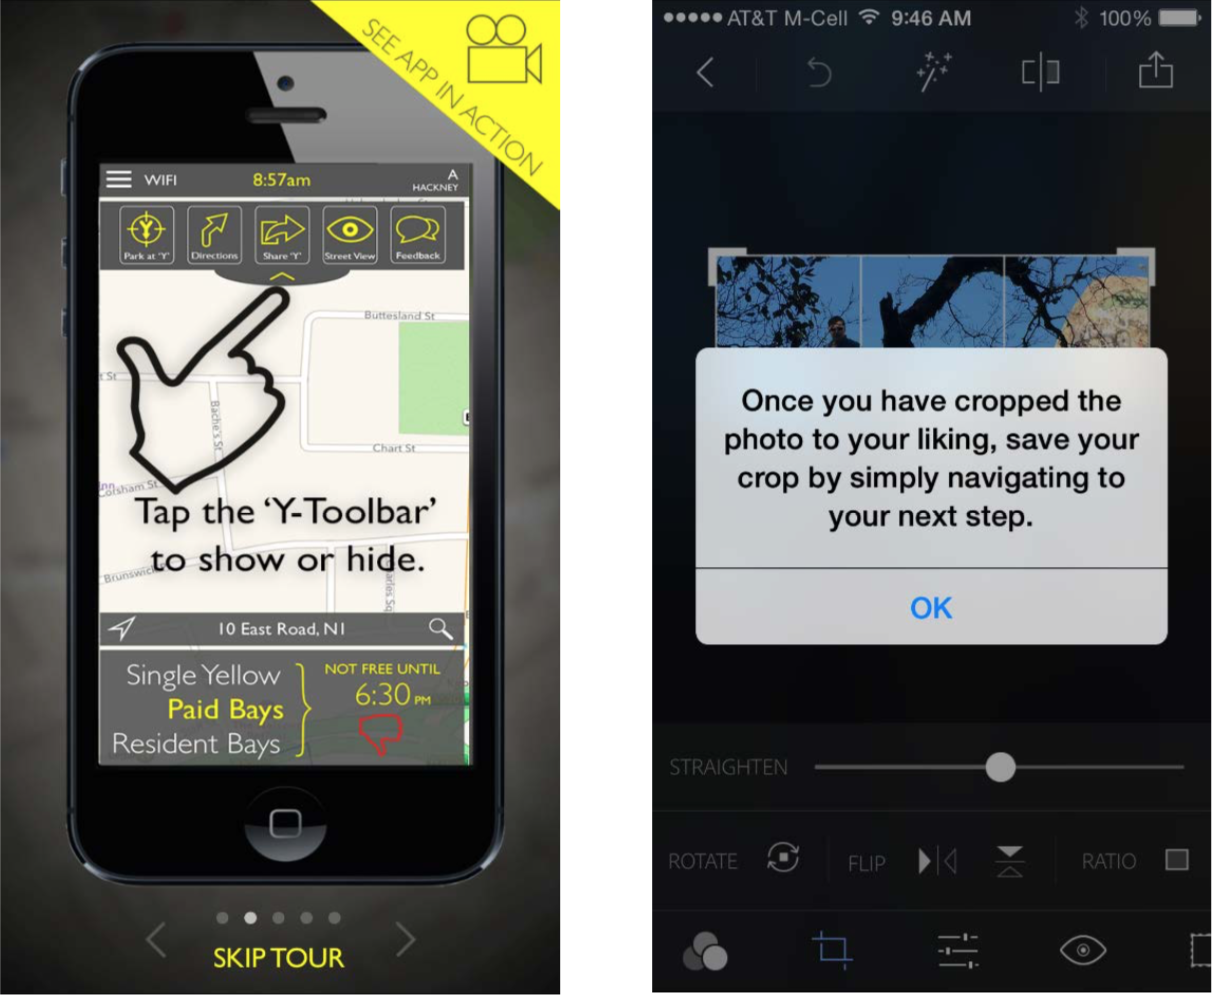 SEE APP IN ACTION
WIFI
8:57am
A
HACKNEY
Park at 'Y'
Directions
Share 'Y'
Street View
Feedback
Buttesland St
t St
Bache's St
Chart St
Corsham St
Tap the 'Y-Toolbar'
to show or hide.
Brunswick
10 East Road, N1
Single Yellow
Paid Bays
Resident Bays
NOT FREE UNTIL
6:30 PM
SKIP TOUR
AT&T M-Cell
9:46 AM
100%
Once you have cropped the
photo to your liking, save your
crop by simply navigating to
your next step.
OK
STRAIGHTEN
ROTATE
FLIP
RATIO